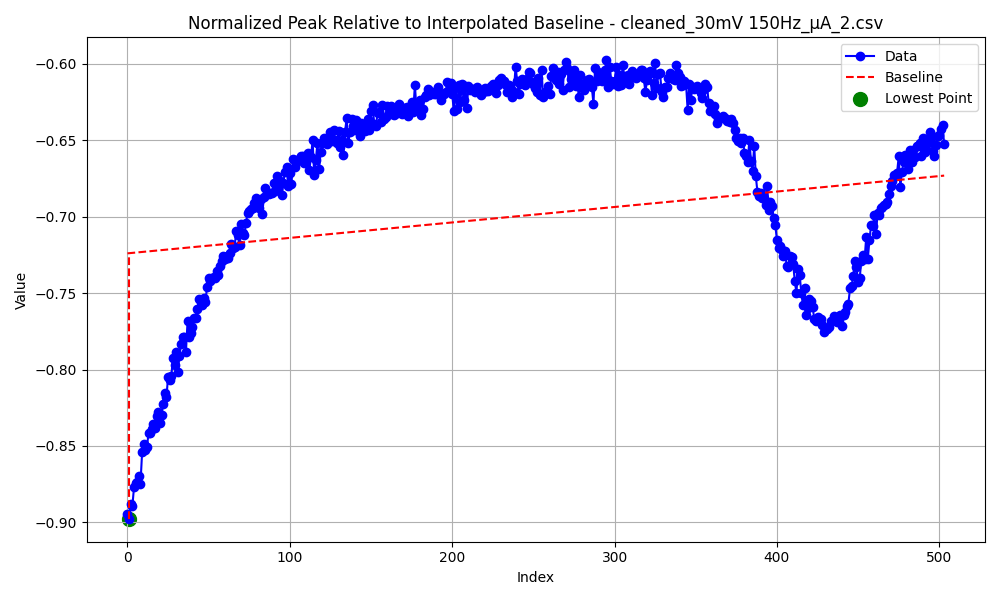 Normalized Peak Relative to Interpolated Baseline - cleaned_30mV 150Hz_μA_2.csv
Data
Baseline
Lowest Point
−0.60
−0.65
−0.70
−0.75
−0.80
−0.85
−0.90
Value
0 100 200 300 400 500
Index